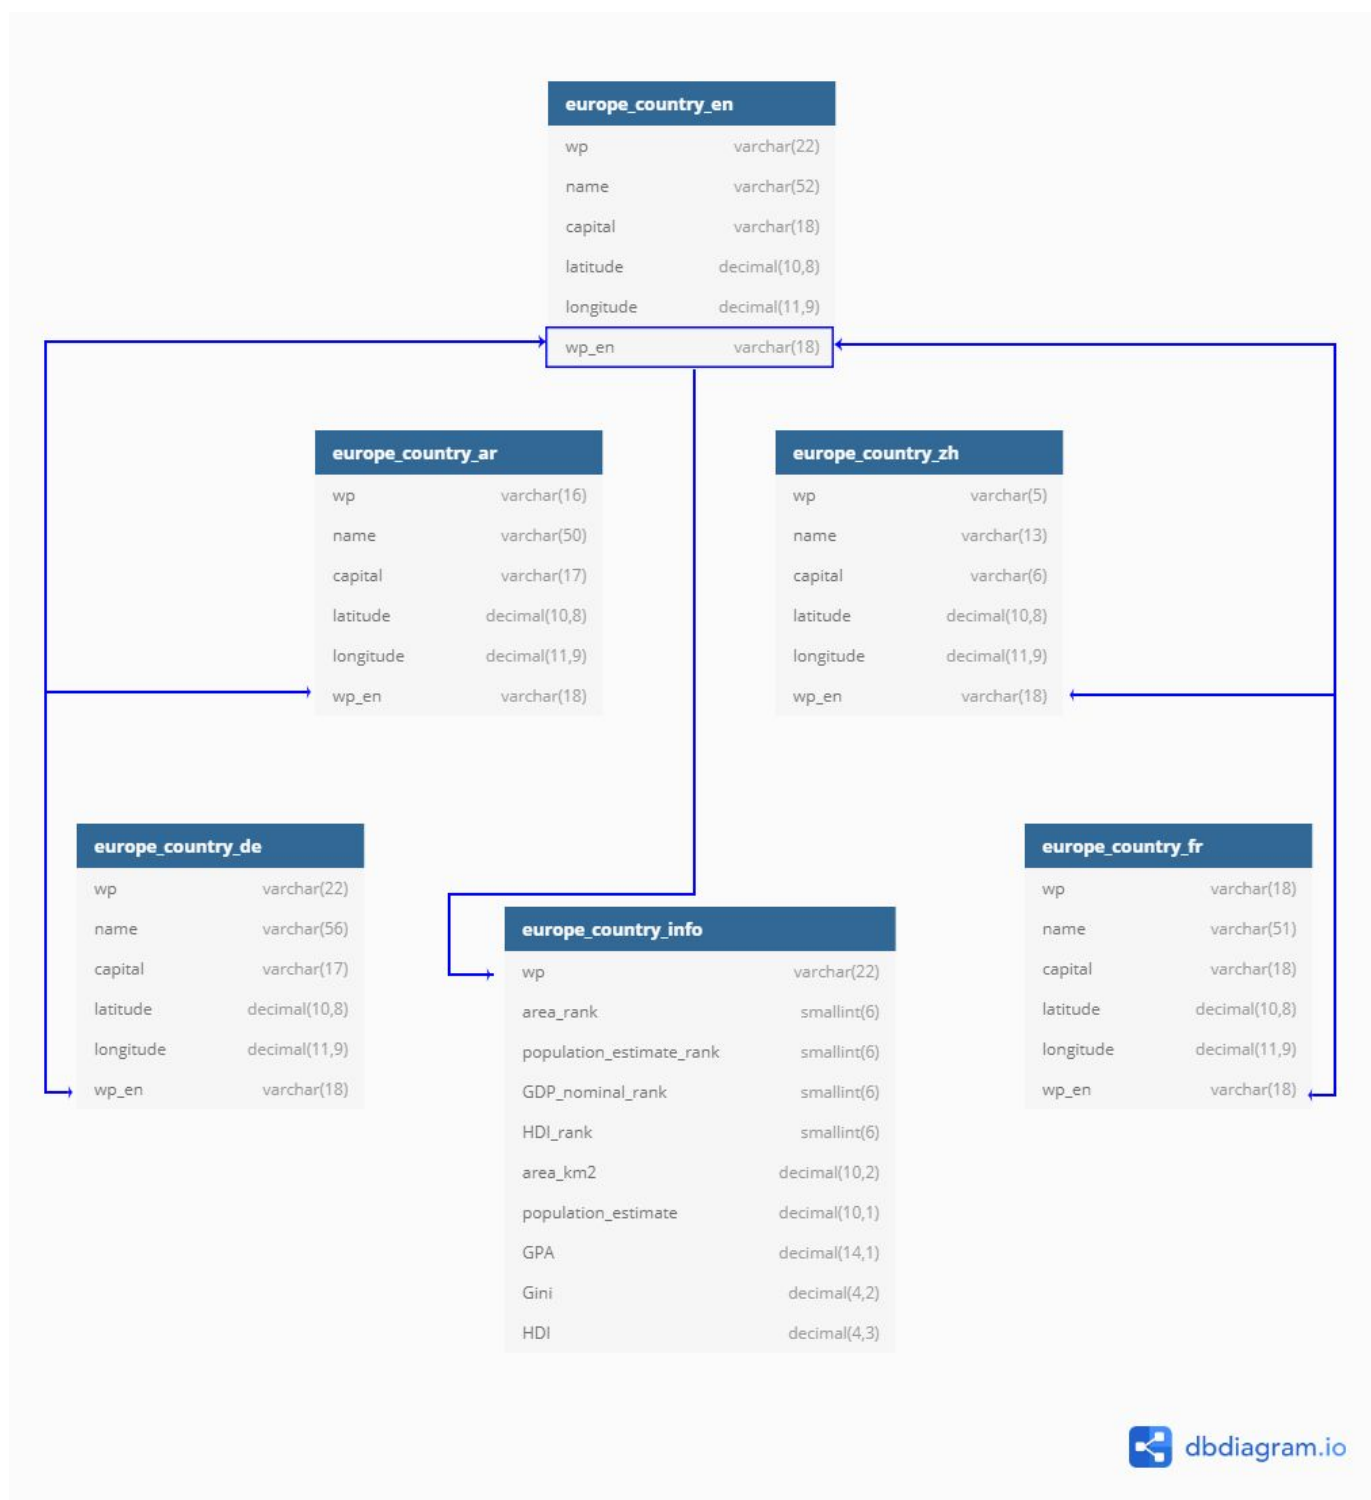 europe_country_en
wp varchar(22)
name varchar(52)
capital varchar(18)
latitude decimal(10,8)
longitude decimal(11,9)
wp_en varchar(18)
europe_country_ar
wp varchar(16)
name varchar(50)
capital varchar(17)
latitude decimal(10,8)
longitude decimal(11,9)
wp_en varchar(18)
europe_country_zh
wp varchar(5)
name varchar(13)
capital varchar(6)
latitude decimal(10,8)
longitude decimal(11,9)
wp_en varchar(18)
europe_country_de
wp varchar(22)
name varchar(56)
capital varchar(17)
latitude decimal(10,8)
longitude decimal(11,9)
wp_en varchar(18)
europe_country_info
wp varchar(22)
area_rank smallint(6)
population_estimate_rank smallint(6)
GDP_nominal_rank smallint(6)
HDI_rank smallint(6)
area_km2 decimal(10,2)
population_estimate decimal(10,1)
GPA decimal(14,1)
Gini decimal(4,2)
HDI decimal(4,3)
europe_country_fr
wp varchar(18)
name varchar(51)
capital varchar(18)
latitude decimal(10,8)
longitude decimal(11,9)
wp_en varchar(18)
dbdiagram.io